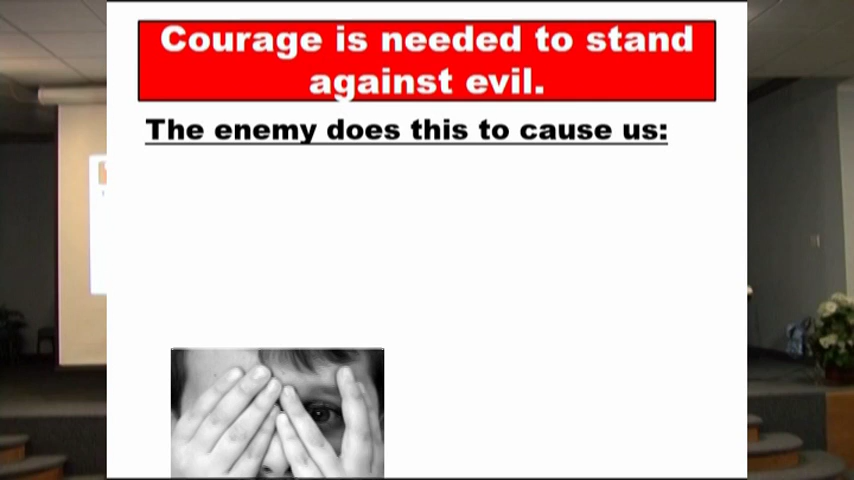 Courage is needed to stand
against evil.
The enemy does this to cause us: